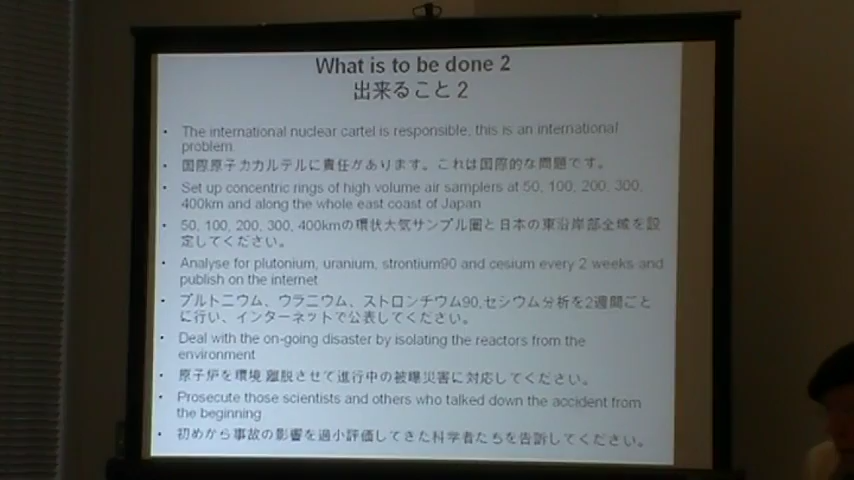 What is to be done 2
出来ること 2
• The international nuclear cartel is responsible, this is an international
problem.
• 国際原子力カルテルに責任があります。これは国際的な問題です。
• Set up concentric rings of high volume air samplers at 50, 100, 200, 300,
400km and along the whole east coast of Japan
• 50, 100, 200, 300, 400kmの環状大気サンプル圏と日本の東沿岸部全域を設
定してください。
• Analyse for plutonium, uranium, strontium90 and cesium every 2 weeks and
publish on the internet
• プルトニウム、ウラニウム、ストロンチウム90,セシウム分析を2週間ごと
に行い、インターネットで公表してください。
• Deal with the on-going disaster by isolating the reactors from the
environment
• 原子炉を環境 離脱させて進行中の被曝災害に対応してください。
• Prosecute those scientists and others who talked down the accident from
the beginning
• 初めから事故の影響を過小評価してきた科学者たちを告訴してください。